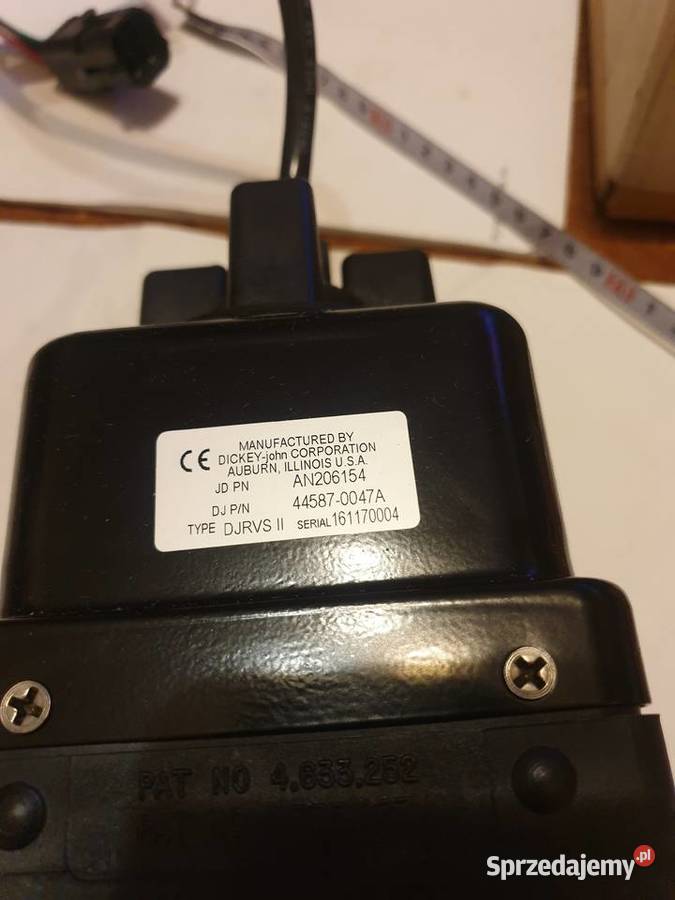 CE
MANUFACTURED BY
DICKEY-john CORPORATION
AUBURN, ILLINOIS U.S.A.
JD PN AN206154
DJ P/N 44587-0047A
TYPE DJRVS II SERIAL 161170004
PAT NO 4,633,252
Sprzedajemy.pl